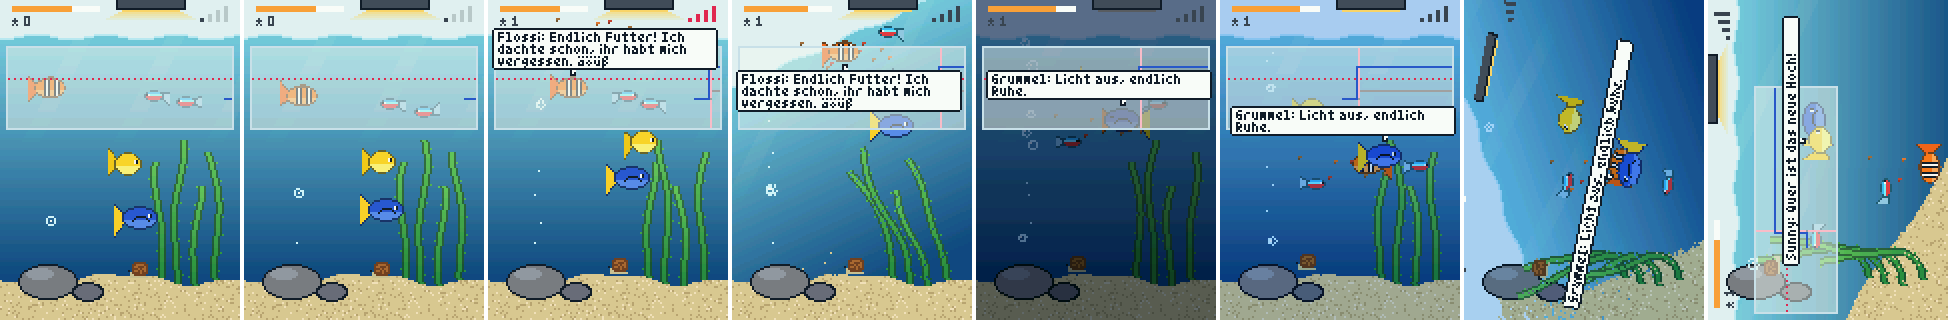 * 0
* 0
* 1
Flossi: Endlich Futter! Ich
dachte schon, ihr habt mich
vergessen. äöüß
* 1
Flossi: Endlich Futter! Ich
dachte schon, ihr habt mich
vergessen. äöüß
* 1
Grummel: Licht aus, endlich
Ruhe.
* 1
Grummel: Licht aus, endlich
Ruhe.
Grummel: Licht aus, endlich Ruhe.
Sunny: Quer ist das neue Hoch!